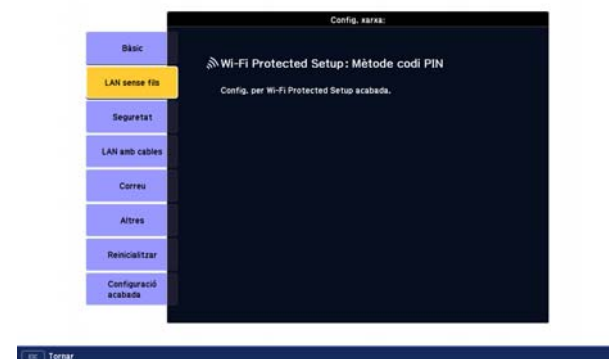 Config. xarxa:
Bàsic
LAN sense fils
Seguretat
LAN amb cables
Correu
Altres
Reinicialitzar
Configuració
acabada
Wi-Fi Protected Setup: Mètode codi PIN
Config. per Wi-Fi Protected Setup acabada.
Esc Tornar